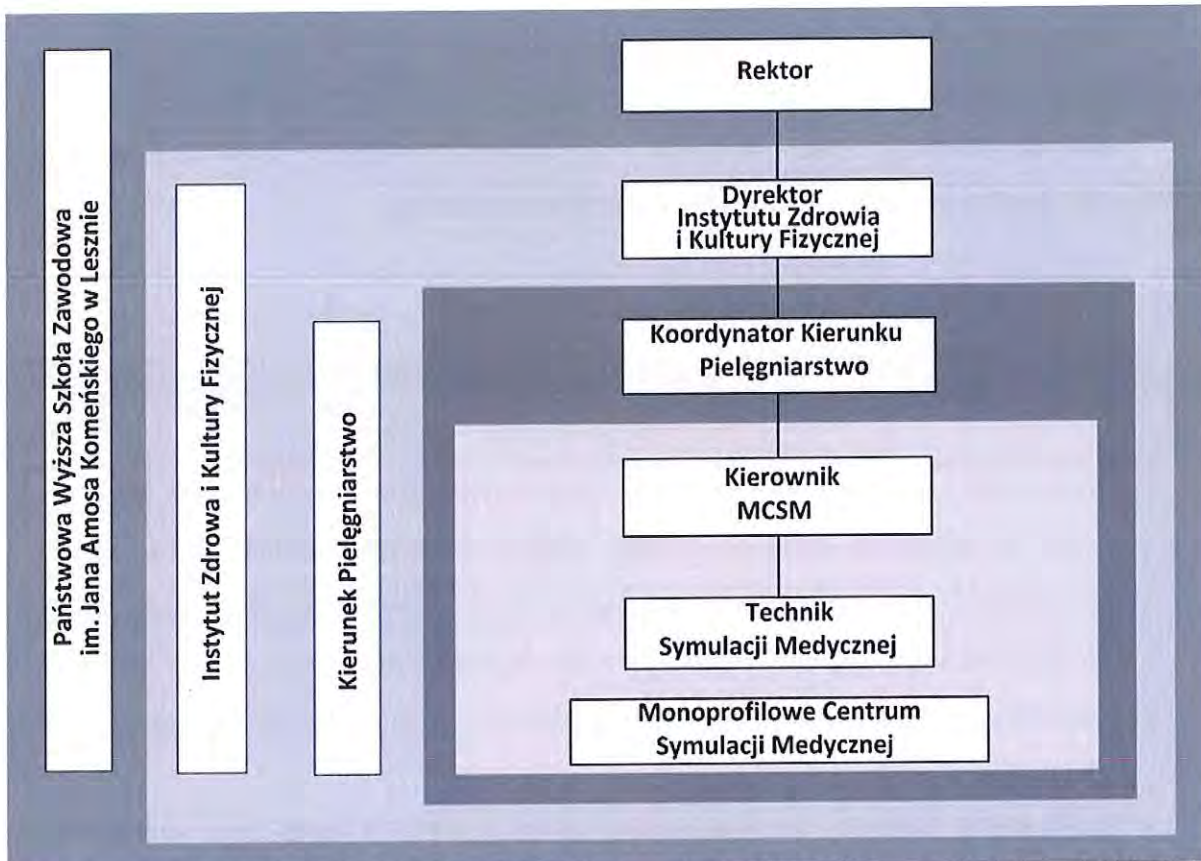 Państwowa Wyższa Szkoła Zawodowa
im. Jana Amosa Komeńskiego w Lesznie
Instytut Zdrowa i Kultury Fizycznej
Kierunek Pielęgniarstwo
Rektor
Dyrektor
Instytutu Zdrowia
i Kultury Fizycznej
Koordynator Kierunku
Pielęgniarstwo
Kierownik
MCSM
Technik
Symulacji Medycznej
Monoprofilowe Centrum
Symulacji Medycznej